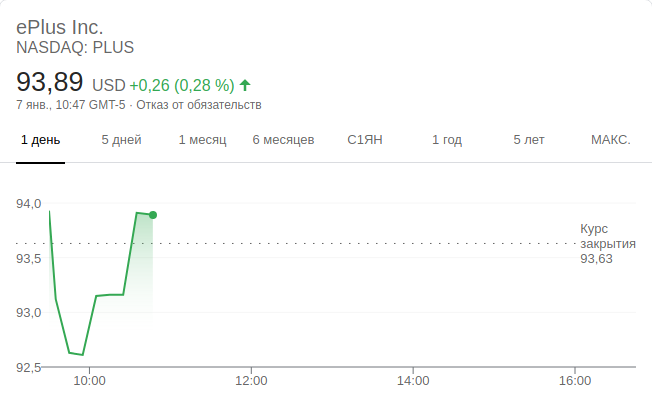 ePlus Inc.
NASDAQ: PLUS
93,89 USD +0,26 (0,28 %)
7 янв., 10:47 GMT-5 · Отказ от обязательств
1 день 5 дней 1 месяц 6 месяцев С1ЯН 1 год 5 лет МАКС.
94,0
Курс
закрытия
93,5
93,63
93,0
92,5
10:00 12:00 14:00 16:00